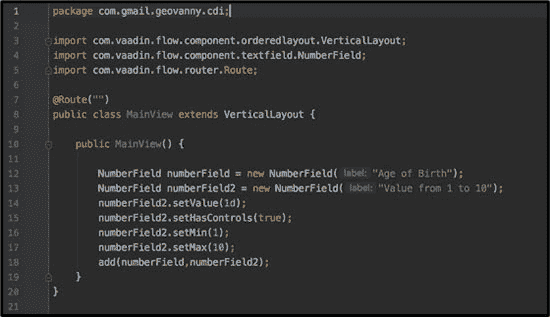 1 package com.gmail.geovanny.cdi;
2
3 import com.vaadin.flow.component.orderedlayout.VerticalLayout;
4 import com.vaadin.flow.component.textfield.NumberField;
5 import com.vaadin.flow.router.Route;
6
7 @Route("")
8 public class MainView extends VerticalLayout {
9
10 public MainView() {
11
12 NumberField numberField = new NumberField( label: "Age of Birth");
13 NumberField numberField2 = new NumberField( label: "Value from 1 to 10");
14 numberField2.setValue(1d);
15 numberField2.setHasControls(true);
16 numberField2.setMin(1);
17 numberField2.setMax(10);
18 add(numberField,numberField2);
19 }
20 }
21